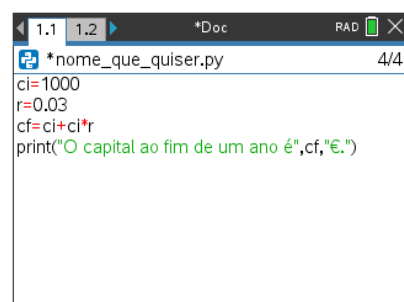 1.1 1.2 *Doc RAD
*nome_que_quiser.py 4/4
ci=1000
r=0.03
cf=ci+ci*r
print("O capital ao fim de um ano é",cf,"€.")